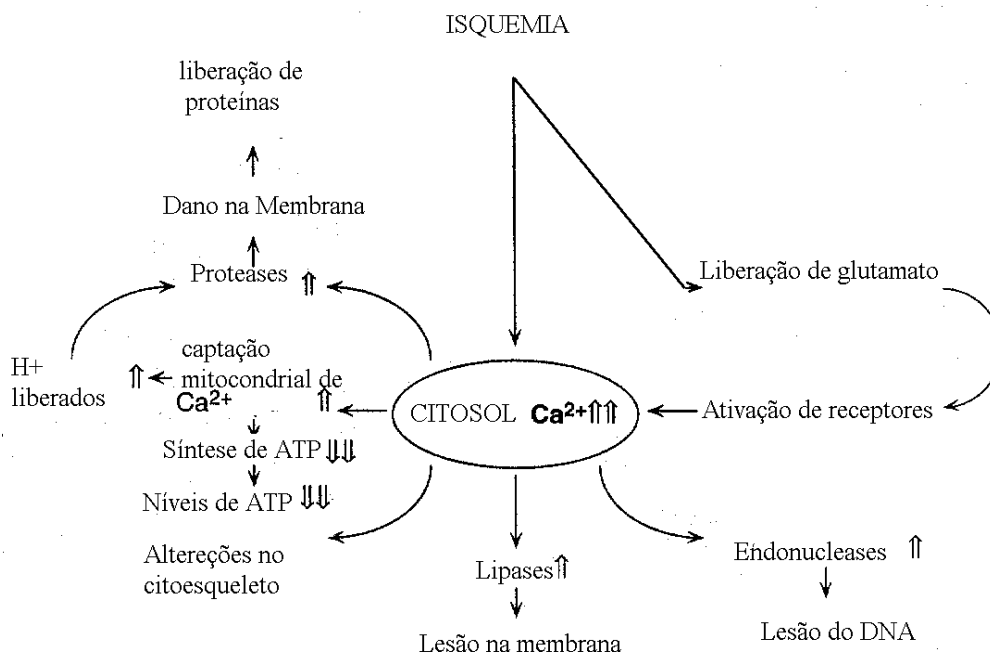 ISQUEMIA
liberação de
proteínas
Dano na Membrana
Proteases ⇑
Liberação de glutamato
H+
liberados ⇑
captação
mitocondrial de
Ca²⁺ ⇑
CITOSOL Ca²⁺⇑⇑
Ativação de receptores
Síntese de ATP ⇓⇓
Níveis de ATP ⇓⇓
Altereções no
citoesqueleto
Lipases⇑
Lesão na membrana
Endonucleases ⇑
Lesão do DNA